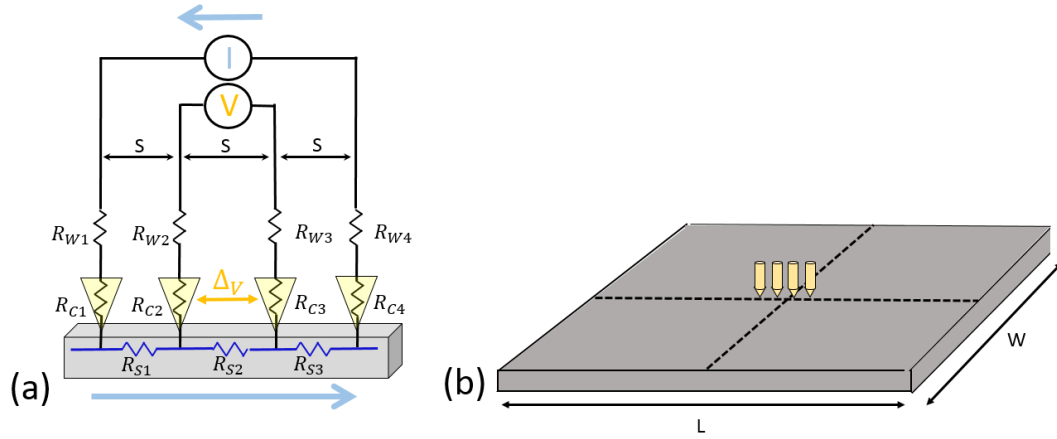 I
V
S S S
R_{W1} R_{W2} R_{W3} R_{W4}
Δ_V
R_{C1} R_{C2} R_{C3} R_{C4}
R_{S1} R_{S2} R_{S3}
(a)
W
(b)
L